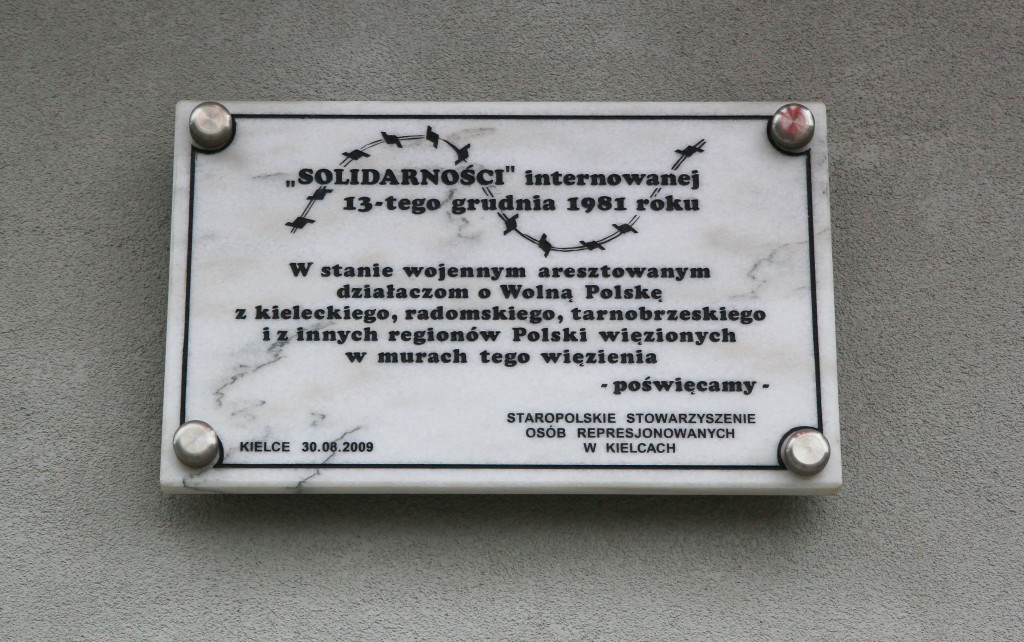 „SOLIDARNOŚCI" internowanej
13-tego grudnia 1981 roku
W stanie wojennym aresztowanym
działaczom o Wolną Polskę
z kieleckiego, radomskiego, tarnobrzeskiego
i z innych regionów Polski więzionych
w murach tego więzienia
- poświęcamy -
STAROPOLSKIE STOWARZYSZENIE
OSÓB REPRESJONOWANYCH
W KIELCACH
KIELCE 30.08.2009